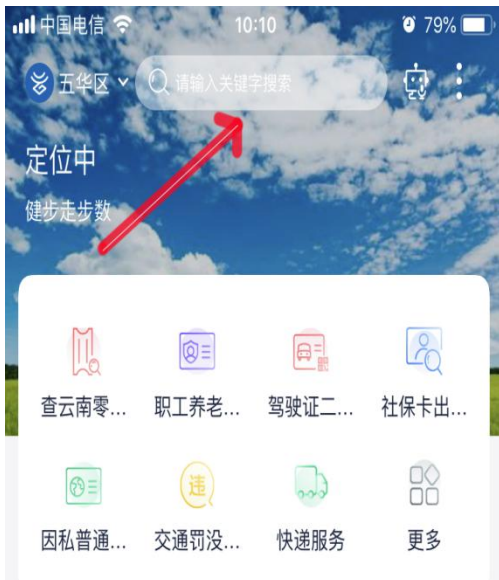 中国电信 10:10 79%
五华区 请输入关键字搜索
定位中
健步走步数
查云南零... 职工养老... 驾驶证二... 社保卡出...
违
因私普通... 交通罚没... 快递服务 更多